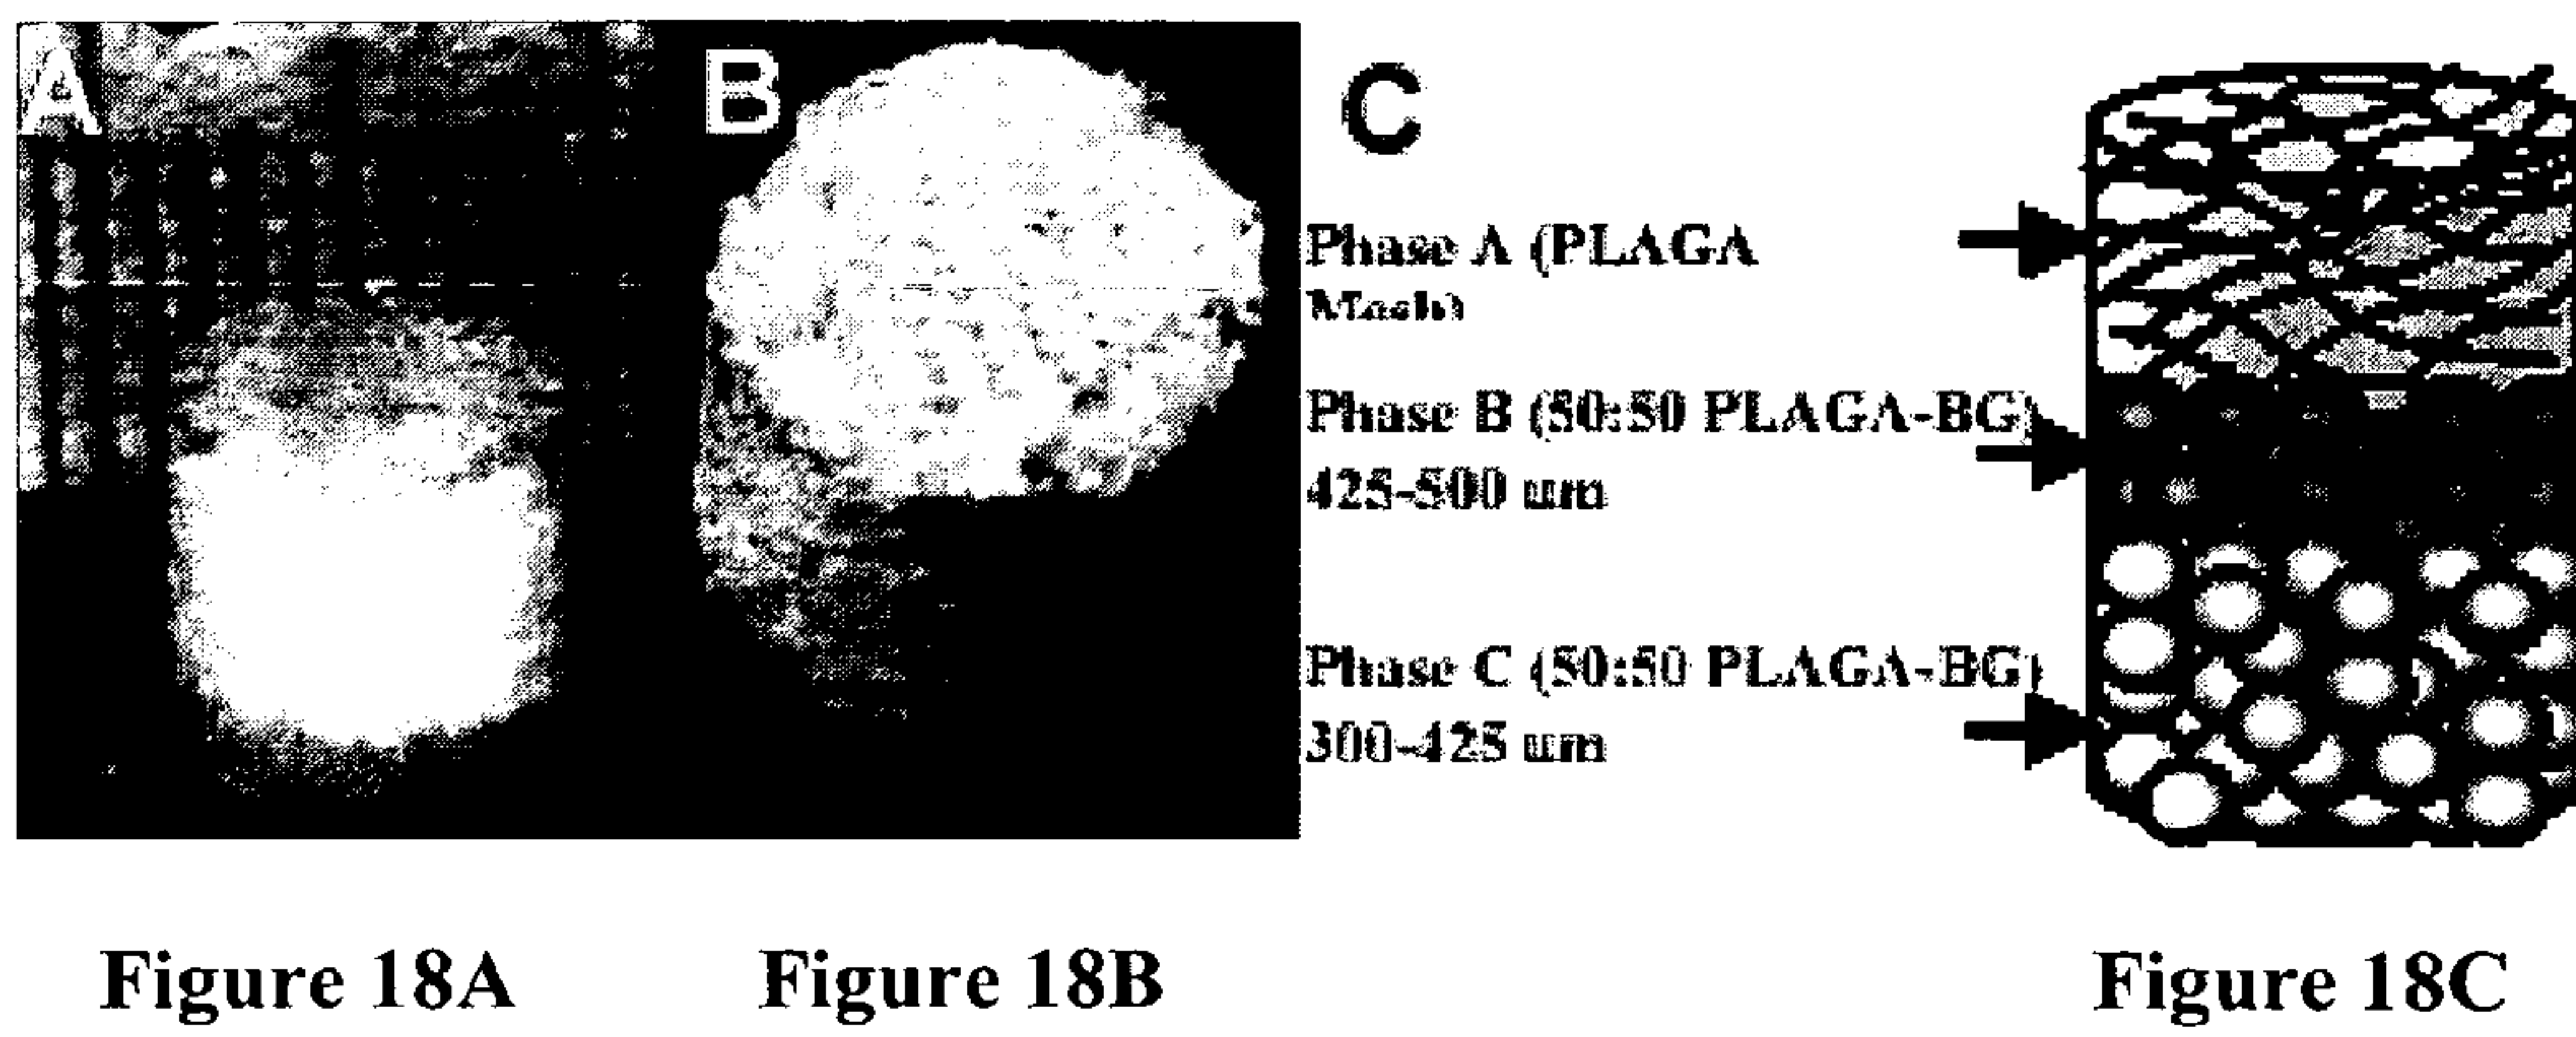 A
B
C
Phase A (PLAGA
Mesh)
Phase B (50:50 PLAGA-BG)
425-500 um
Phase C (50:50 PLAGA-BG)
300-425 um
Figure 18A
Figure 18B
Figure 18C